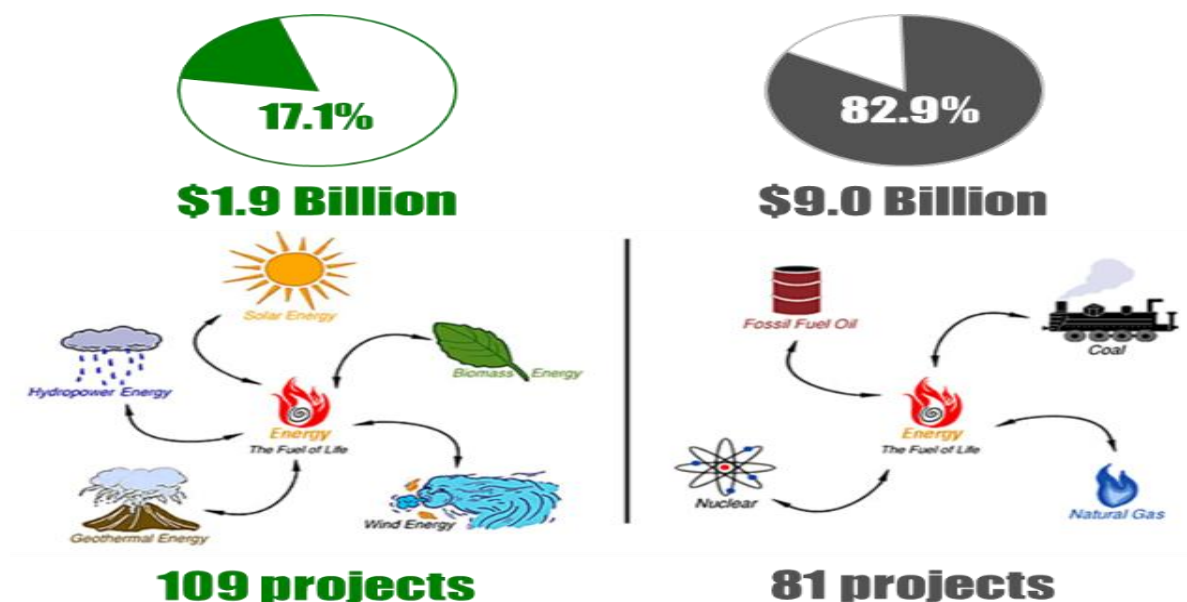 17.1%
$1.9 Billion
Solar Energy
Hydropower Energy
Biomass Energy
Energy
The Fuel of Life
Geothermal Energy
Wind Energy
109 projects
82.9%
$9.0 Billion
Fossil Fuel Oil
Coal
Energy
The Fuel of Life
Nuclear
Natural Gas
81 projects